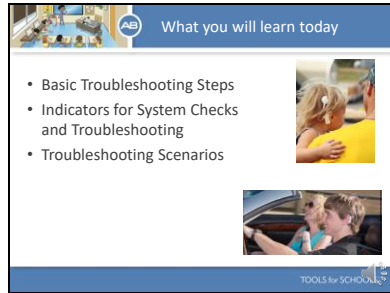 AB
What you will learn today
• Basic Troubleshooting Steps
• Indicators for System Checks
and Troubleshooting
• Troubleshooting Scenarios
TOOLS for SCHOOLS